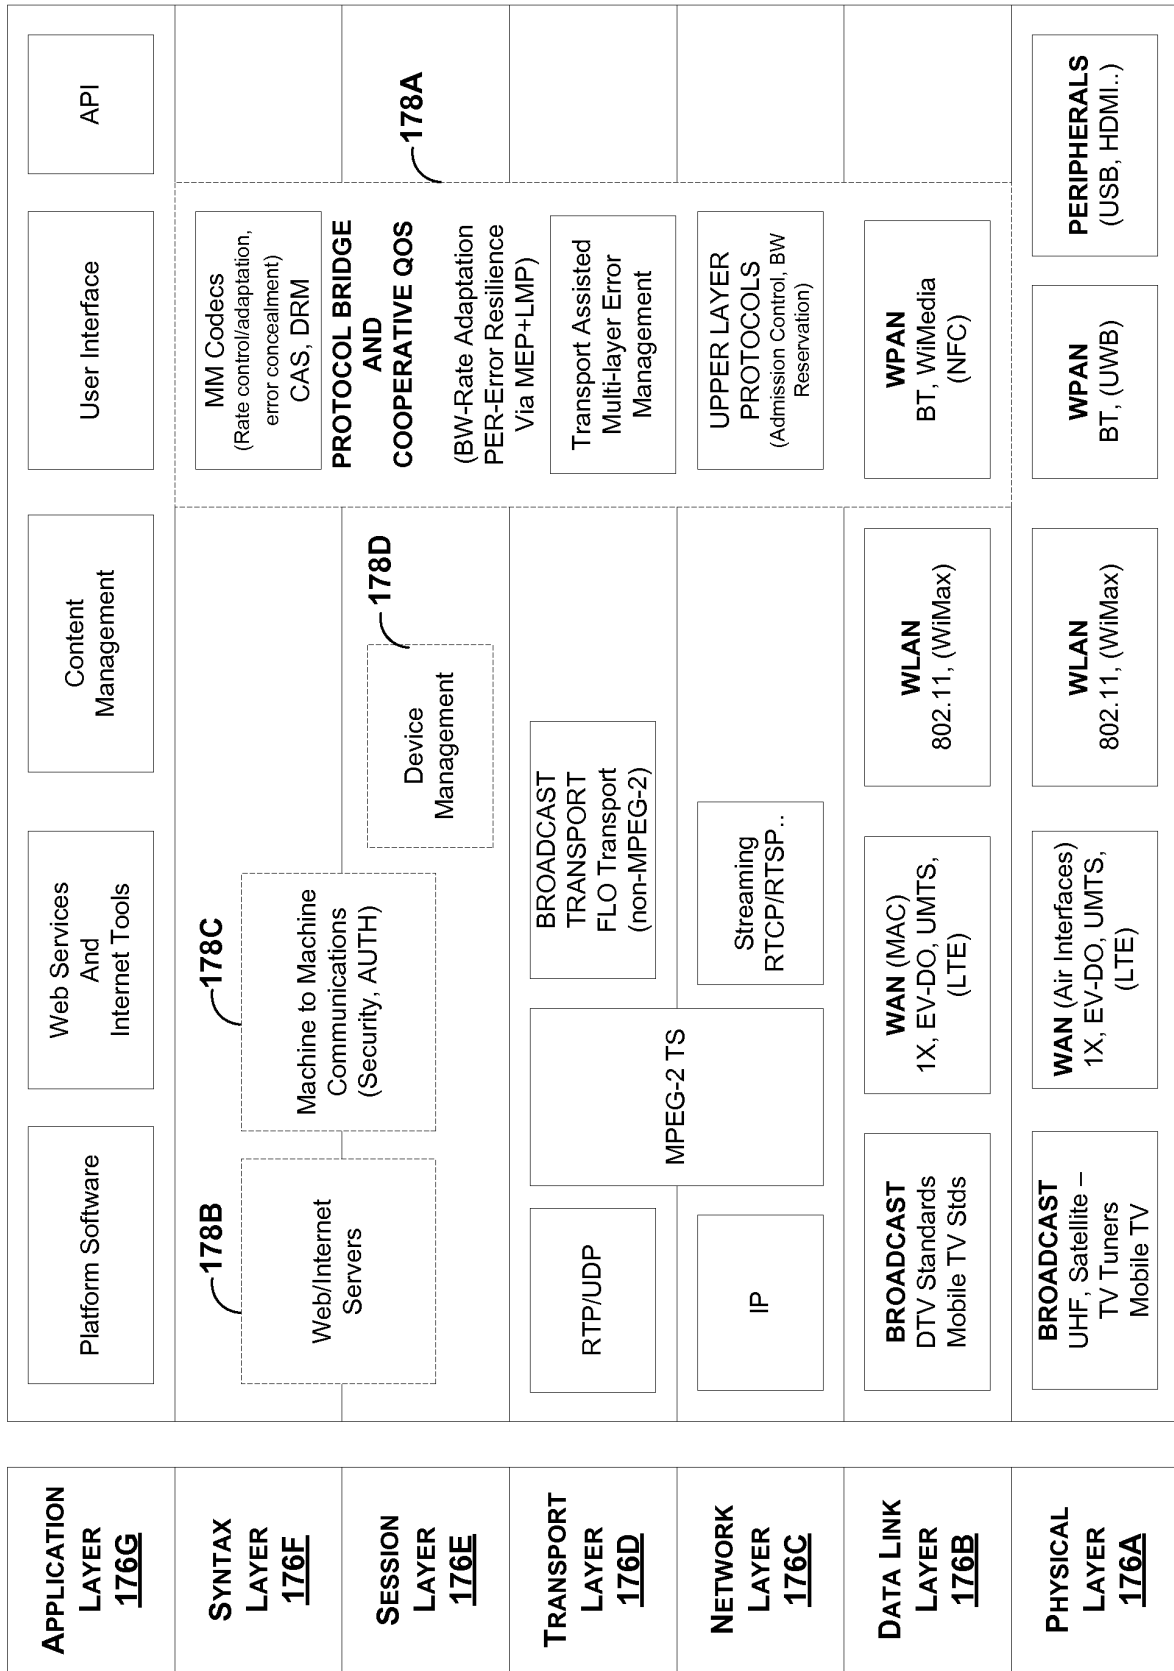 APPLICATION
LAYER
176G
Platform Software
Web Services
And
Internet Tools
Content
Management
User Interface
API
SYNTAX
LAYER
176F
178B
178C
Web/Internet
Servers
Machine to Machine
Communications
(Security, AUTH)
MM Codecs
(Rate control/adaptation,
error concealment)
CAS, DRM
PROTOCOL BRIDGE
AND
COOPERATIVE QOS
178A
SESSION
LAYER
176E
Device
Management
178D
(BW-Rate Adaptation
PER-Error Resilience
Via MEP+LMP)
TRANSPORT
LAYER
176D
RTP/UDP
MPEG-2 TS
BROADCAST
TRANSPORT
FLO Transport
(non-MPEG-2)
Transport Assisted
Multi-layer Error
Management
NETWORK
LAYER
176C
IP
Streaming
RTCP/RTSP..
UPPER LAYER
PROTOCOLS
(Admission Control, BW
Reservation)
DATA LINK
LAYER
176B
BROADCAST
DTV Standards
Mobile TV Stds
WAN (MAC)
1X, EV-DO, UMTS,
(LTE)
WLAN
802.11, (WiMax)
WPAN
BT, WiMedia
(NFC)
PHYSICAL
LAYER
176A
BROADCAST
UHF, Satellite –
TV Tuners
Mobile TV
WAN (Air Interfaces)
1X, EV-DO, UMTS,
(LTE)
WLAN
802.11, (WiMax)
WPAN
BT, (UWB)
PERIPHERALS
(USB, HDMI..)